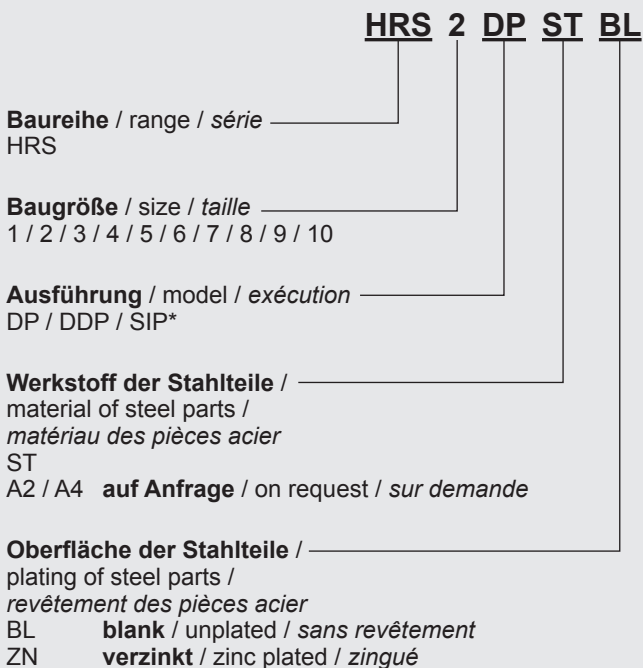 HRS 2 DP ST BL
Baureihe / range / série
HRS
Baugröße / size / taille
1 / 2 / 3 / 4 / 5 / 6 / 7 / 8 / 9 / 10
Ausführung / model / exécution
DP / DDP / SIP*
Werkstoff der Stahlteile /
material of steel parts /
matériau des pièces acier
ST
A2 / A4 auf Anfrage / on request / sur demande
Oberfläche der Stahlteile /
plating of steel parts /
revêtement des pièces acier
BL blank / unplated / sans revêtement
ZN verzinkt / zinc plated / zingué